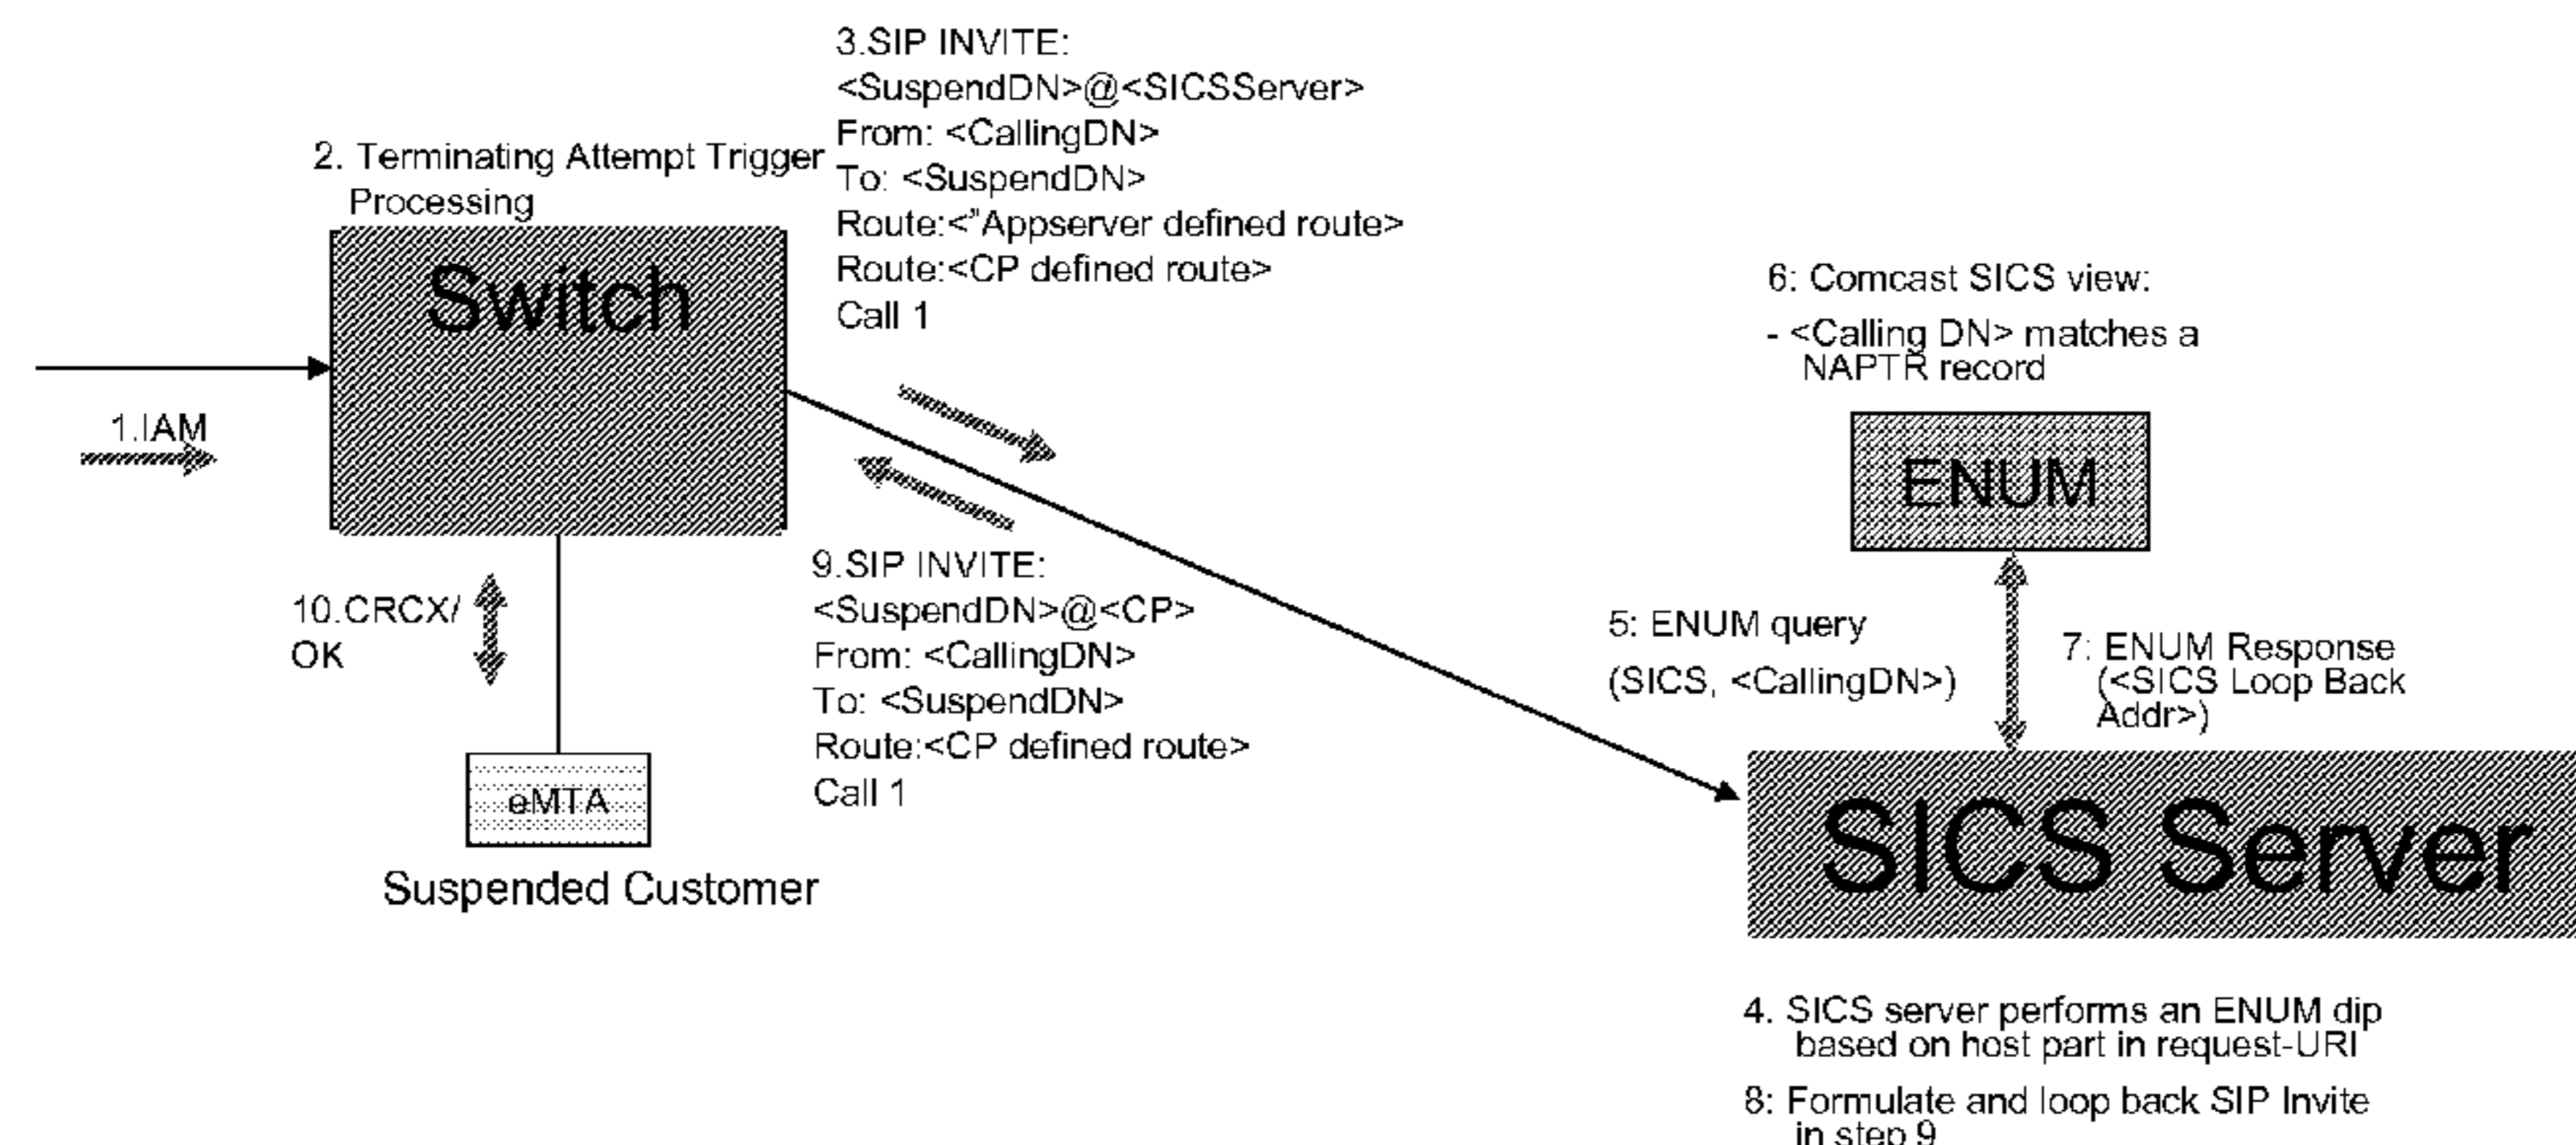 3.SIP INVITE:
<SuspendDN>@<SICSServer>
From: <CallingDN>
To: <SuspendDN>
Route:<"Appserver defined route>
Route:<CP defined route>
Call 1
2. Terminating Attempt Trigger
Processing
Switch
1.IAM
6: Comcast SICS view:
- <Calling DN> matches a
NAPTR record
ENUM
9.SIP INVITE:
<SuspendDN>@<CP>
From: <CallingDN>
To: <SuspendDN>
Route:<CP defined route>
Call 1
10.CRCX/
OK
5: ENUM query
(SICS, <CallingDN>)
7: ENUM Response
(<SICS Loop Back
Addr>)
eMTA
Suspended Customer
SICS Server
4. SICS server performs an ENUM dip
based on host part in request-URI
8: Formulate and loop back SIP Invite
in step 9